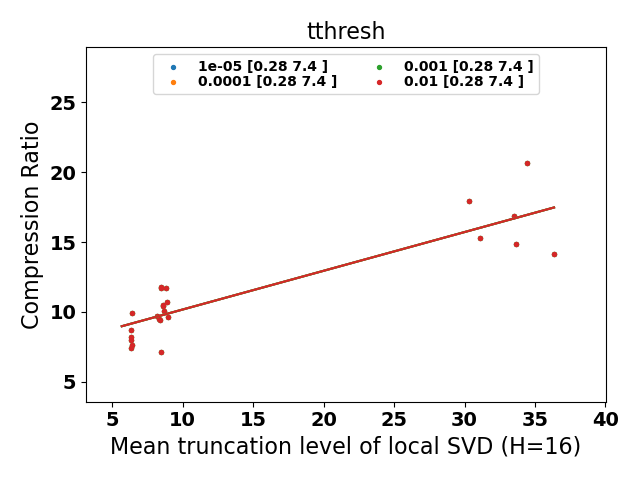 tthresh
1e-05 [0.28 7.4 ]
0.0001 [0.28 7.4 ]
0.001 [0.28 7.4 ]
0.01 [0.28 7.4 ]
Compression Ratio
25
20
15
10
5
5 10 15 20 25 30 35 40
Mean truncation level of local SVD (H=16)